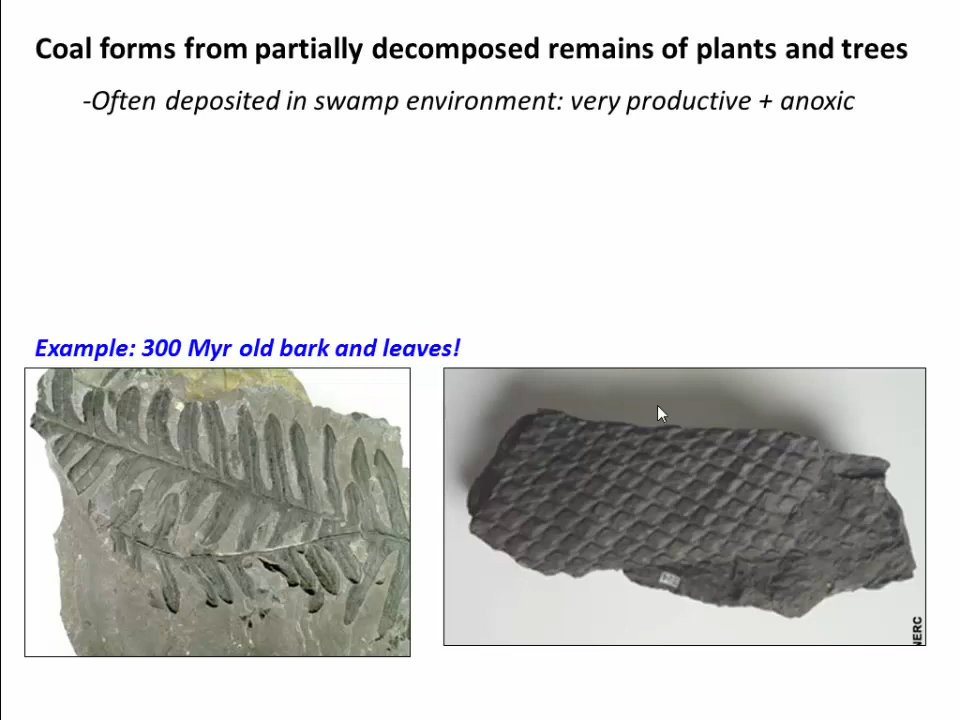 Coal forms from partially decomposed remains of plants and trees
-Often deposited in swamp environment: very productive + anoxic
Example: 300 Myr old bark and leaves!